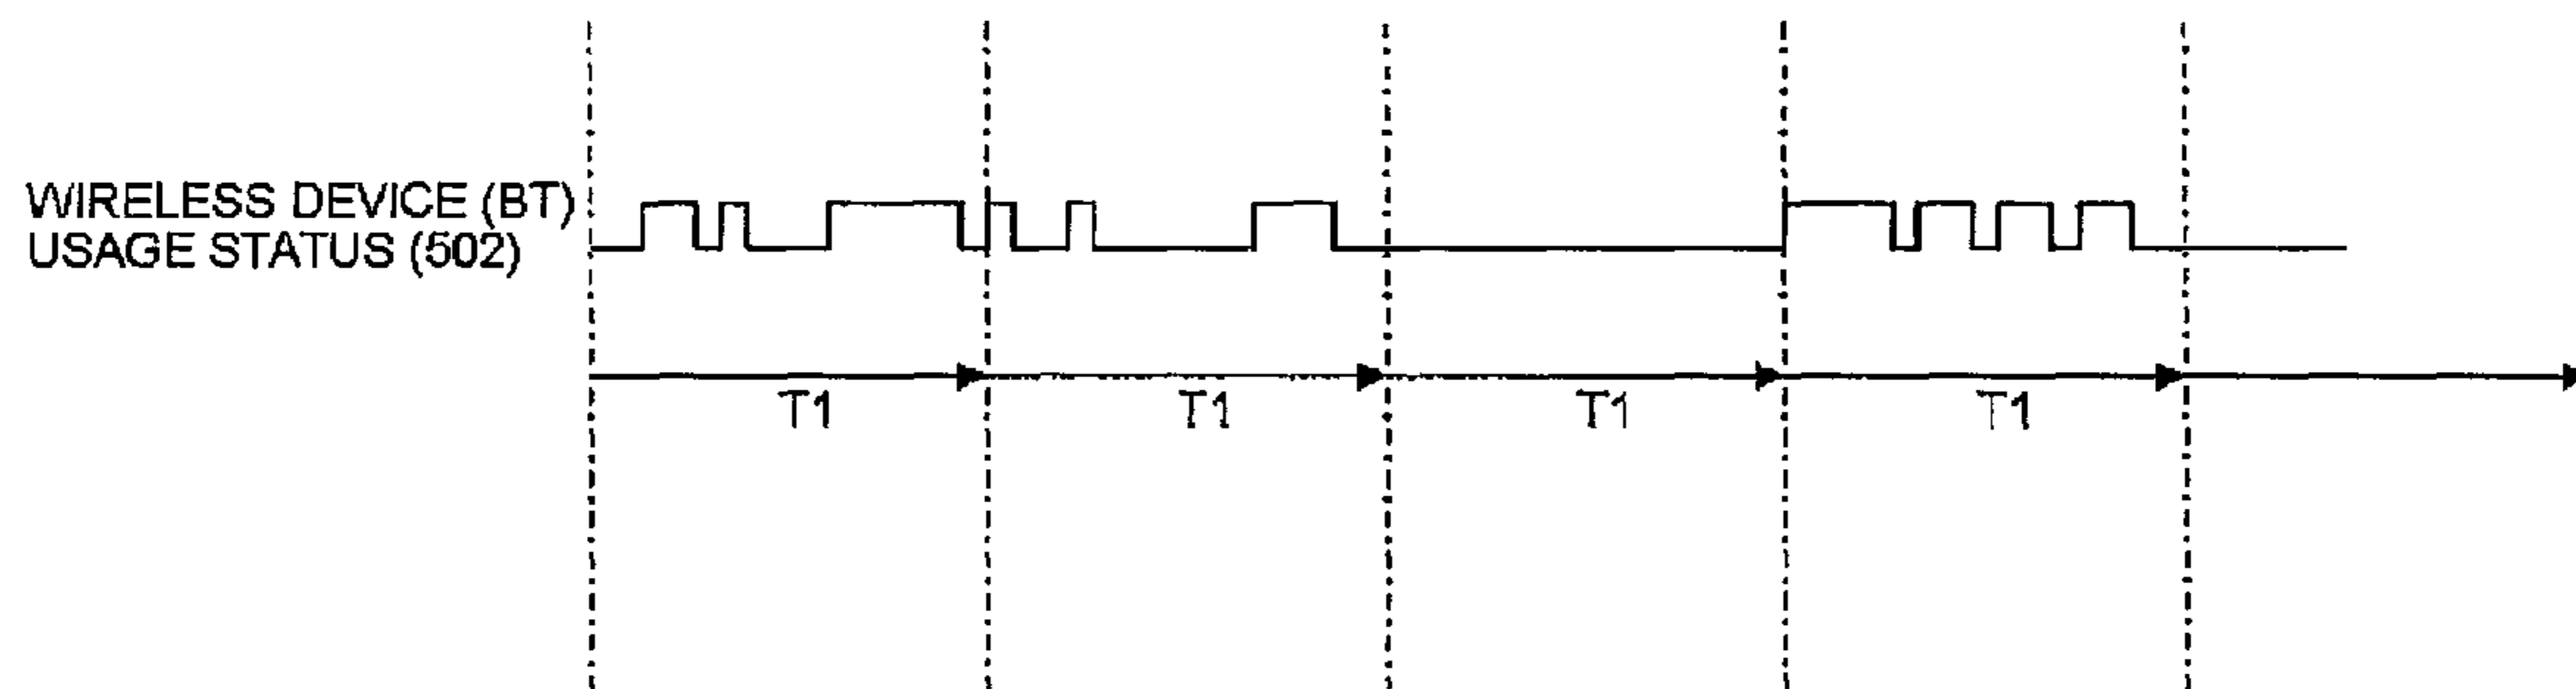 WIRELESS DEVICE (BT)
USAGE STATUS (502)
T1 T1 T1 T1